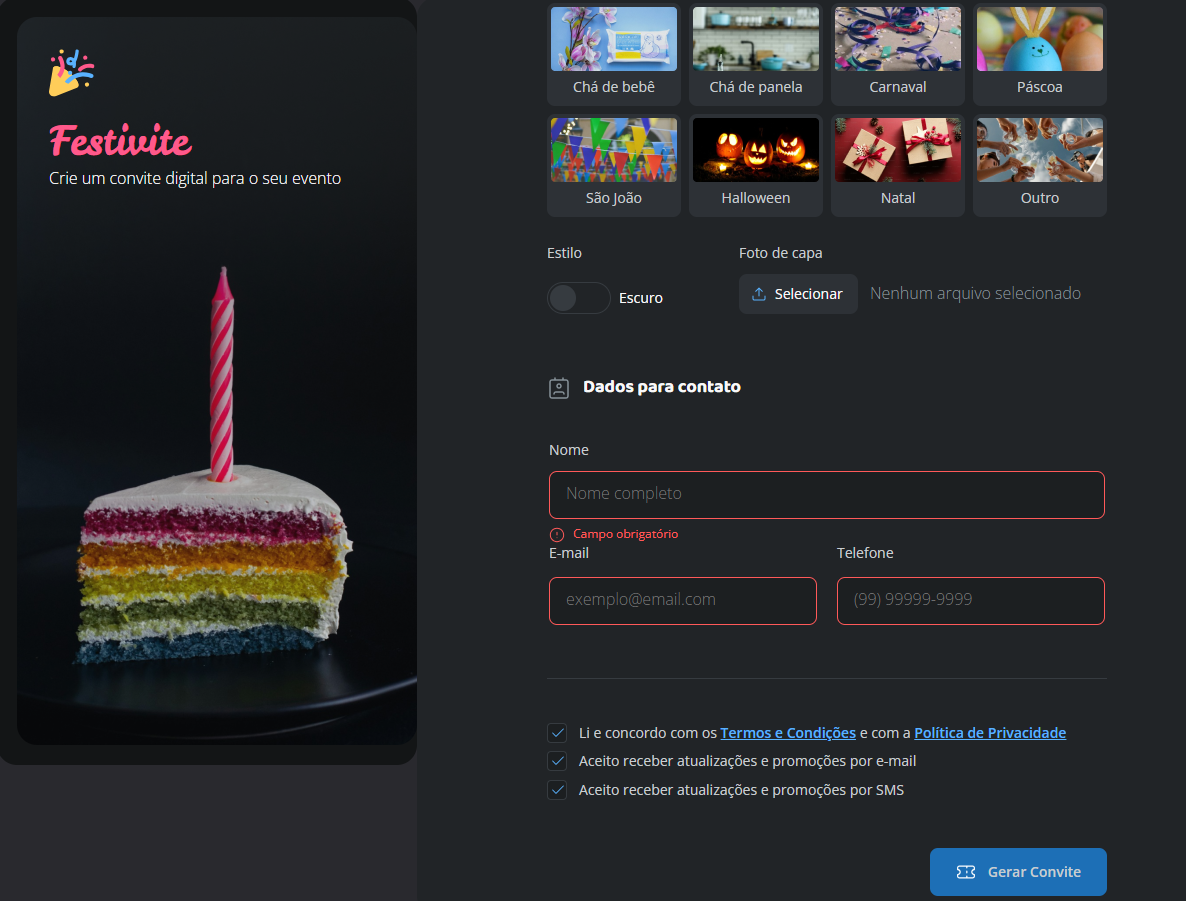 Festivite
Crie um convite digital para o seu evento
Chá de bebê
Chá de panela
Carnaval
Páscoa
São João
Halloween
Natal
Outro
Estilo
Foto de capa
Escuro
Selecionar
Nenhum arquivo selecionado
Dados para contato
Nome
Nome completo
Campo obrigatório
E-mail
Telefone
exemplo@email.com
(99) 99999-9999
Li e concordo com os Termos e Condições e com a Política de Privacidade
Aceito receber atualizações e promoções por e-mail
Aceito receber atualizações e promoções por SMS
Gerar Convite